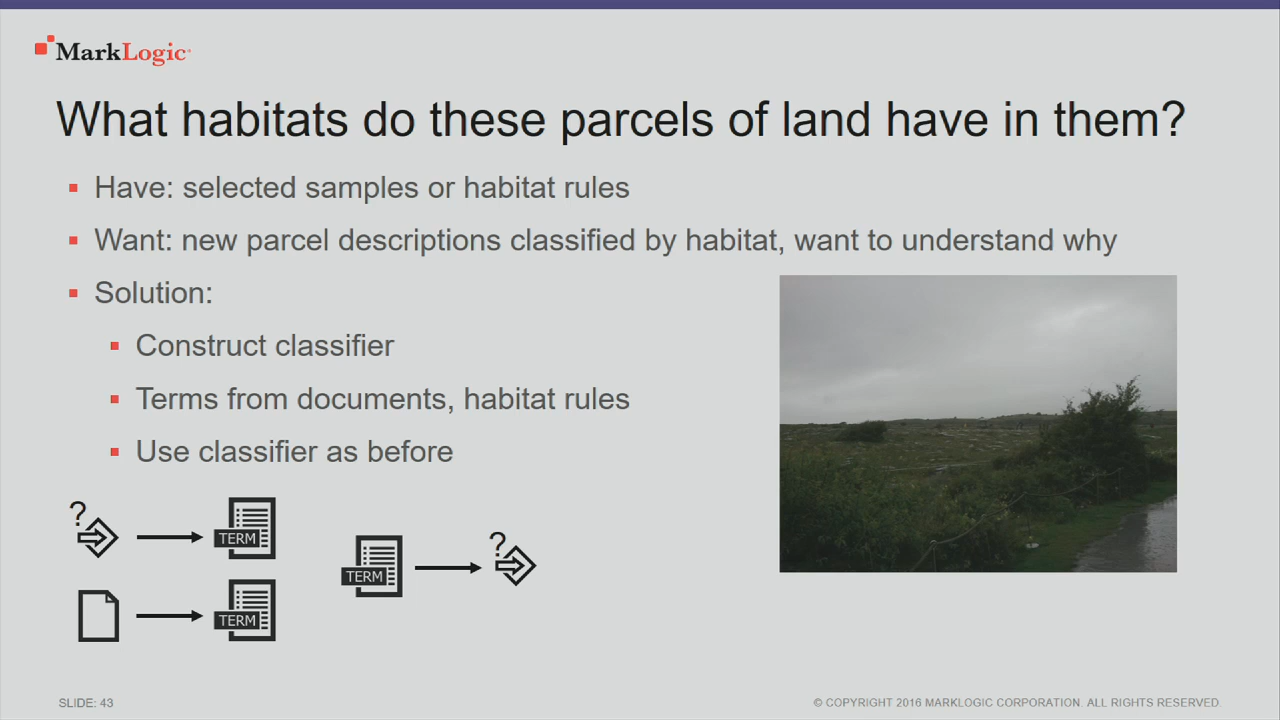 MarkLogic
What habitats do these parcels of land have in them?
Have: selected samples or habitat rules
Want: new parcel descriptions classified by habitat, want to understand why
Solution:
Construct classifier
Terms from documents, habitat rules
Use classifier as before
?
TERM
?
TERM
TERM
SLIDE: 43
© COPYRIGHT 2016 MARKLOGIC CORPORATION. ALL RIGHTS RESERVED.